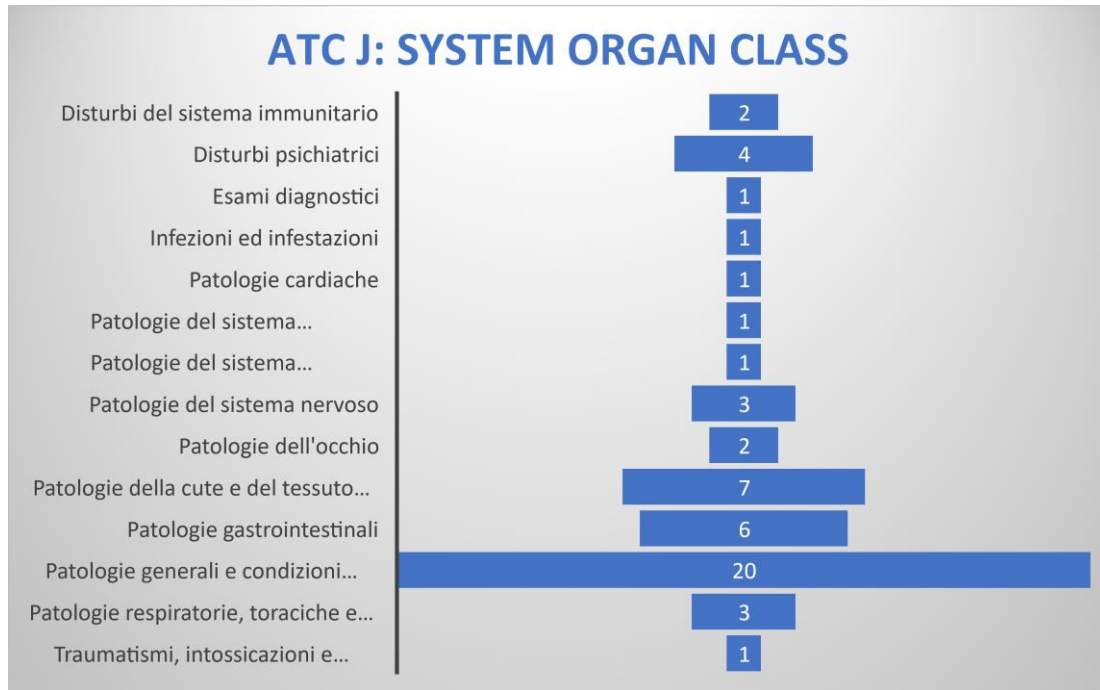 ATC J: SYSTEM ORGAN CLASS
Disturbi del sistema immunitario 2
Disturbi psichiatrici 4
Esami diagnostici 1
Infezioni ed infestazioni 1
Patologie cardiache 1
Patologie del sistema... 1
Patologie del sistema... 1
Patologie del sistema nervoso 3
Patologie dell'occhio 2
Patologie della cute e del tessuto... 7
Patologie gastrointestinali 6
Patologie generali e condizioni... 20
Patologie respiratorie, toraciche e... 3
Traumatismi, intossicazioni e... 1